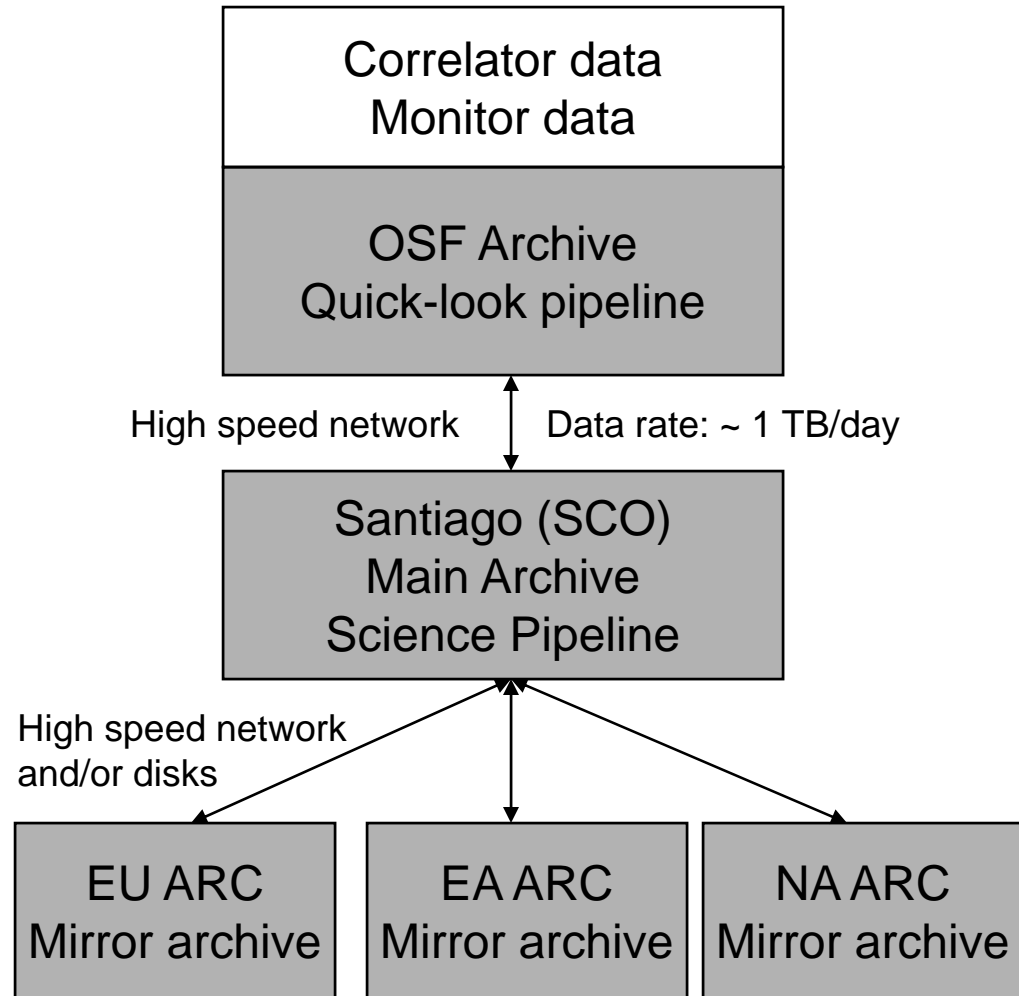 Correlator data
Monitor data
OSF Archive
Quick-look pipeline
High speed network
Data rate: ~ 1 TB/day
Santiago (SCO)
Main Archive
Science Pipeline
High speed network
and/or disks
EU ARC
Mirror archive
EA ARC
Mirror archive
NA ARC
Mirror archive